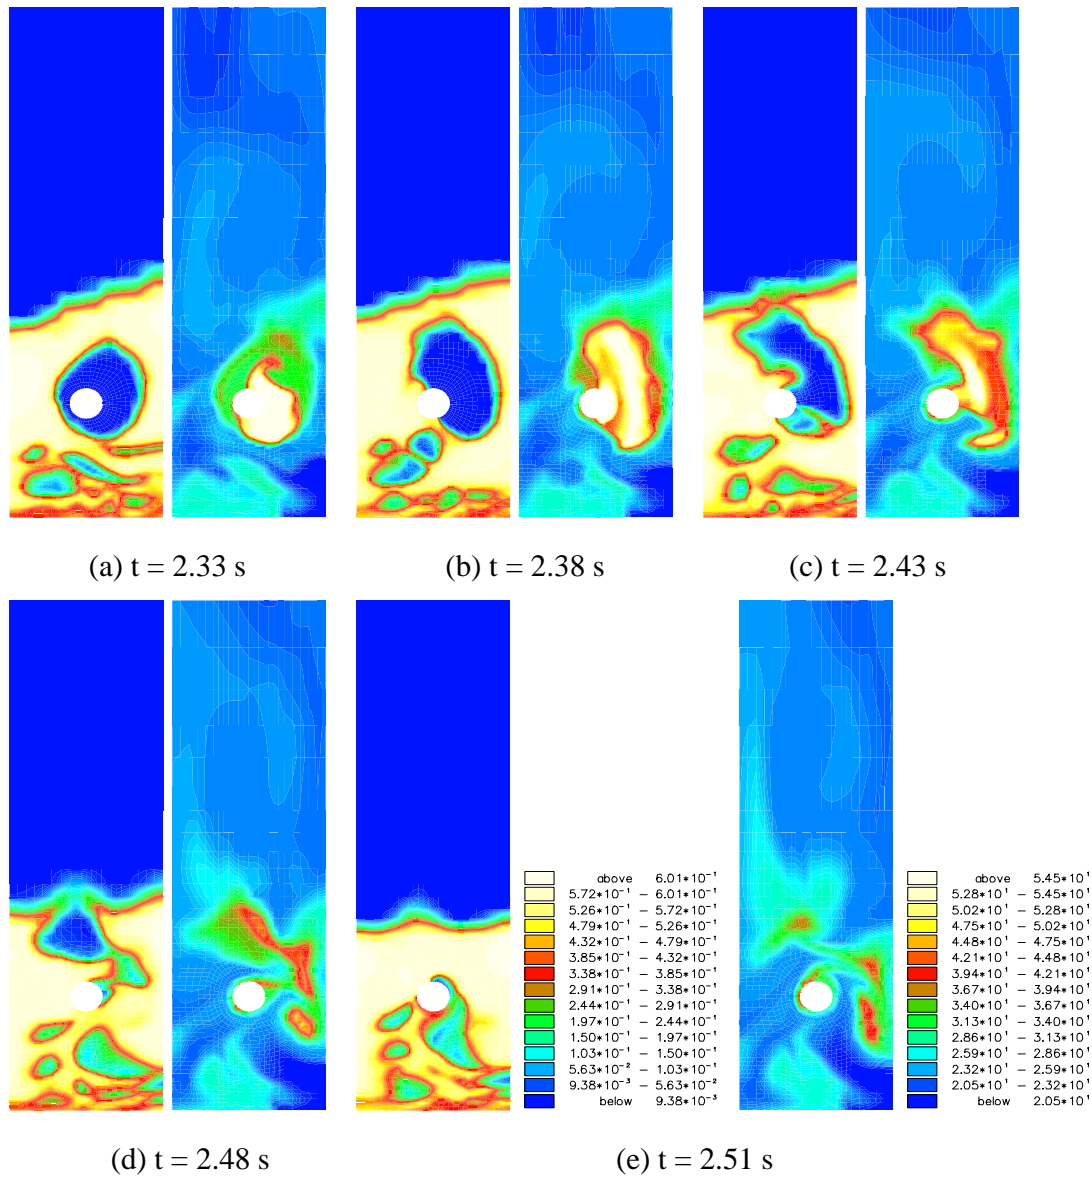 (a) t = 2.33 s
(b) t = 2.38 s
(c) t = 2.43 s
above 6.01*10⁻¹
5.72*10⁻¹ – 6.01*10⁻¹
5.26*10⁻¹ – 5.72*10⁻¹
4.79*10⁻¹ – 5.26*10⁻¹
4.32*10⁻¹ – 4.79*10⁻¹
3.85*10⁻¹ – 4.32*10⁻¹
3.38*10⁻¹ – 3.85*10⁻¹
2.91*10⁻¹ – 3.38*10⁻¹
2.44*10⁻¹ – 2.91*10⁻¹
1.97*10⁻¹ – 2.44*10⁻¹
1.50*10⁻¹ – 1.97*10⁻¹
1.03*10⁻¹ – 1.50*10⁻¹
5.63*10⁻² – 1.03*10⁻¹
9.38*10⁻³ – 5.63*10⁻²
below 9.38*10⁻³
above 5.45*10¹
5.28*10¹ – 5.45*10¹
5.02*10¹ – 5.28*10¹
4.75*10¹ – 5.02*10¹
4.48*10¹ – 4.75*10¹
4.21*10¹ – 4.48*10¹
3.94*10¹ – 4.21*10¹
3.67*10¹ – 3.94*10¹
3.40*10¹ – 3.67*10¹
3.13*10¹ – 3.40*10¹
2.86*10¹ – 3.13*10¹
2.59*10¹ – 2.86*10¹
2.32*10¹ – 2.59*10¹
2.05*10¹ – 2.32*10¹
below 2.05*10¹
(d) t = 2.48 s
(e) t = 2.51 s